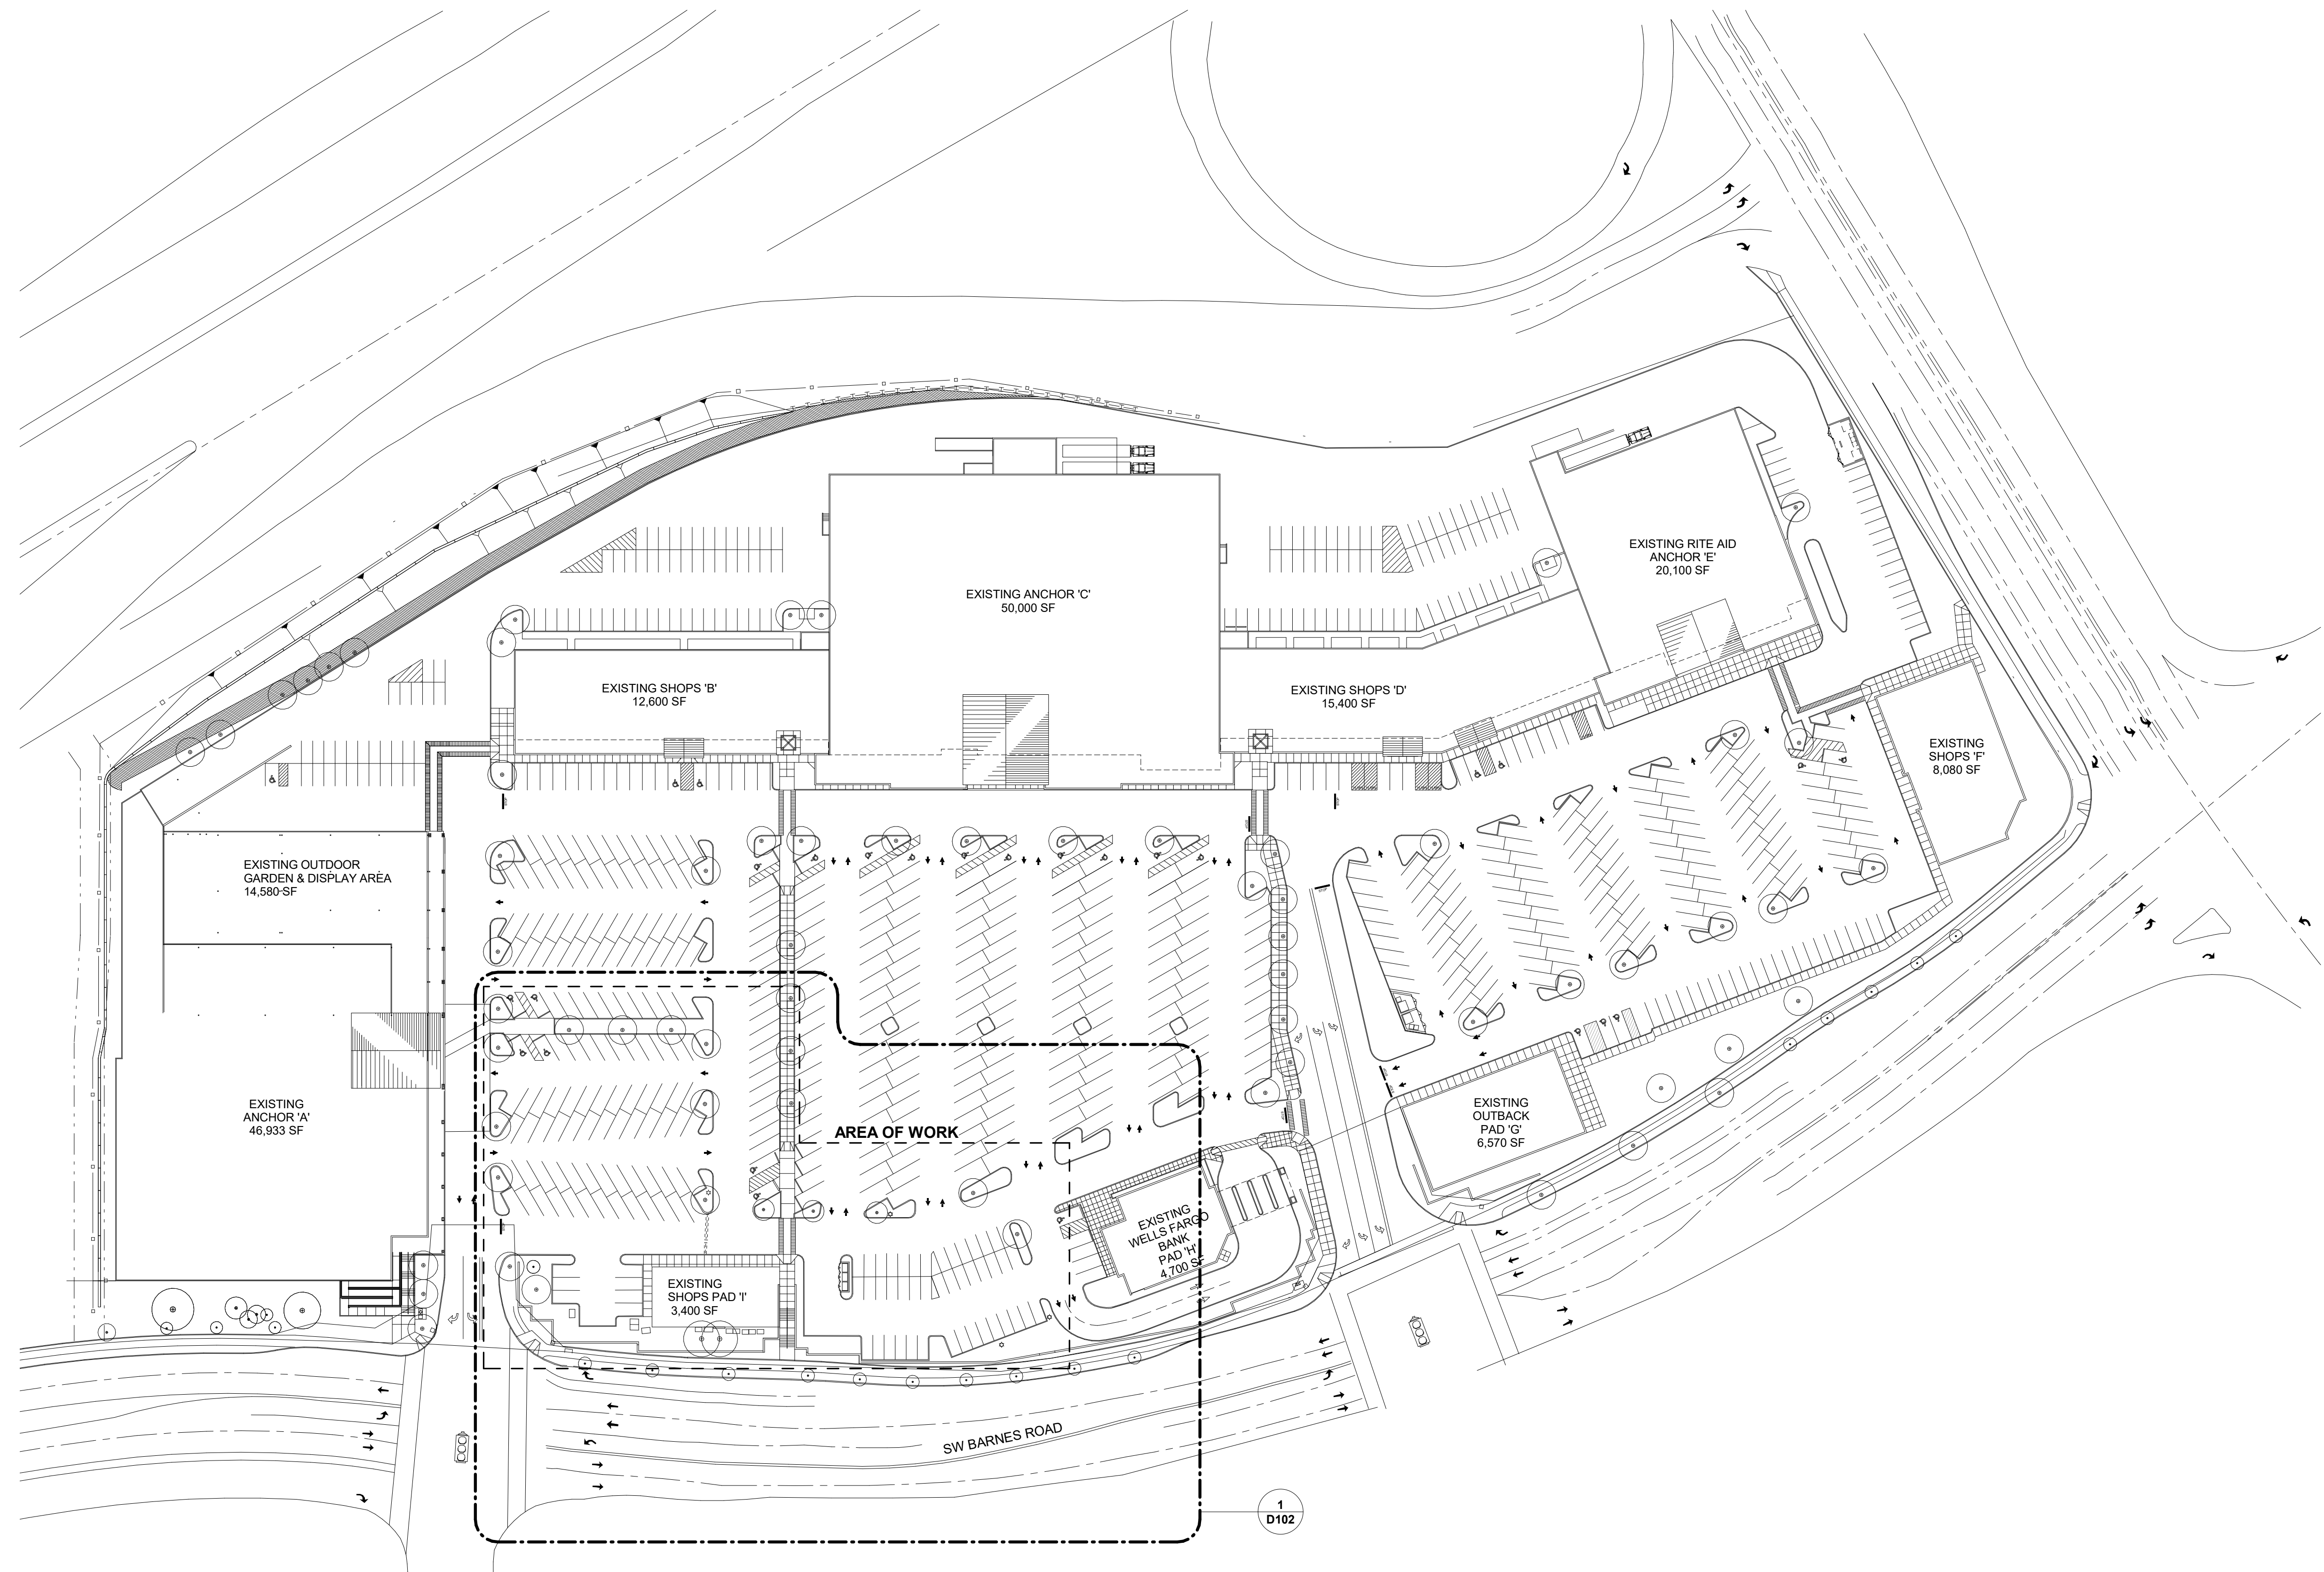 EXISTING RITE AID
ANCHOR 'E'
20,100 SF
EXISTING ANCHOR 'C'
50,000 SF
EXISTING SHOPS 'B'
12,600 SF
EXISTING SHOPS 'D'
15,400 SF
EXISTING
SHOPS 'F'
8,080 SF
EXISTING OUTDOOR
GARDEN & DISPLAY AREA
14,580 SF
EXISTING
ANCHOR 'A'
46,933 SF
AREA OF WORK
EXISTING
OUTBACK
PAD 'G'
6,570 SF
EXISTING
WELLS FARGO
BANK
PAD 'H'
4,700 SF
EXISTING
SHOPS PAD 'I'
3,400 SF
SW BARNES ROAD
1
D102